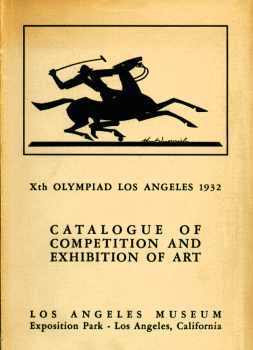 Xth OLYMPIAD LOS ANGELES 1932
CATALOGUE OF
COMPETITION AND
EXHIBITION OF ART
LOS ANGELES MUSEUM
Exposition Park - Los Angeles, California